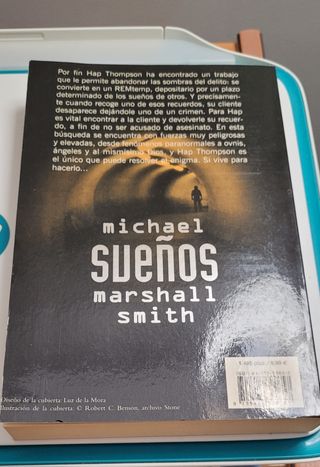 Por fin Hap Thompson ha encontrado un trabajo
que le permite abandonar las sombras del delito: se
convierte en un REMtemp, depositario por un plazo
determinado de los sueños de otros. Y precisamen-
te cuando recoge uno de esos recuerdos, su cliente
desaparece dejándole uno de un crimen. Para Hap
es vital encontrar a la cliente y devolverle su recuer-
do, a fin de no ser acusado de asesinato. En esta
búsqueda se encuentra con fuerzas muy peligrosas
y elevadas, desde fenómenos paranormales a ovnis,
ángeles y al mismísimo Dios, y Hap Thompson es
el único que puede resolver el enigma. Si vive para
hacerlo...
michael
sueños
marshall
smith
Diseño de la cubierta: Luz de la Mora
Ilustración de la cubierta: © Robert C. Benson, archivo Stone